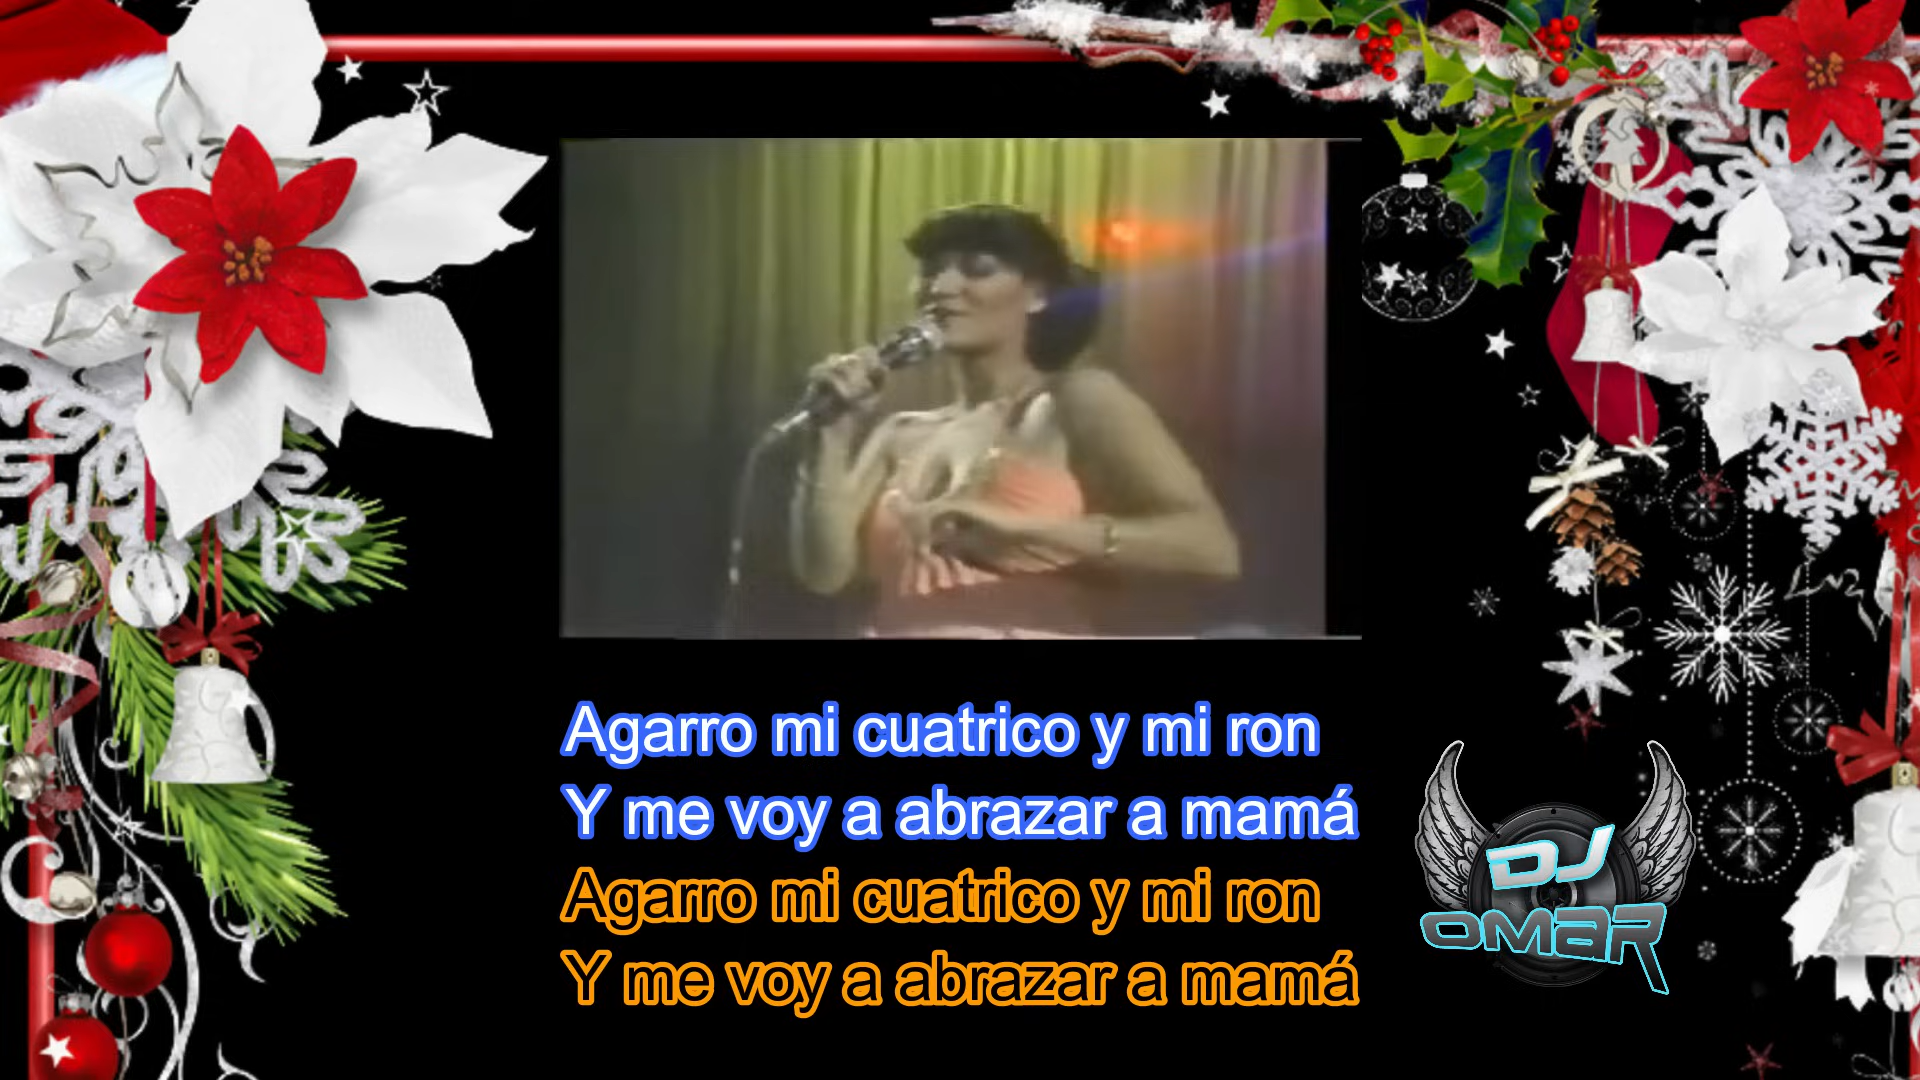 Agarro mi cuatrico y mi ron
Y me voy a abrazar a mamá
Agarro mi cuatrico y mi ron
Y me voy a abrazar a mamá
DJ
OMAR